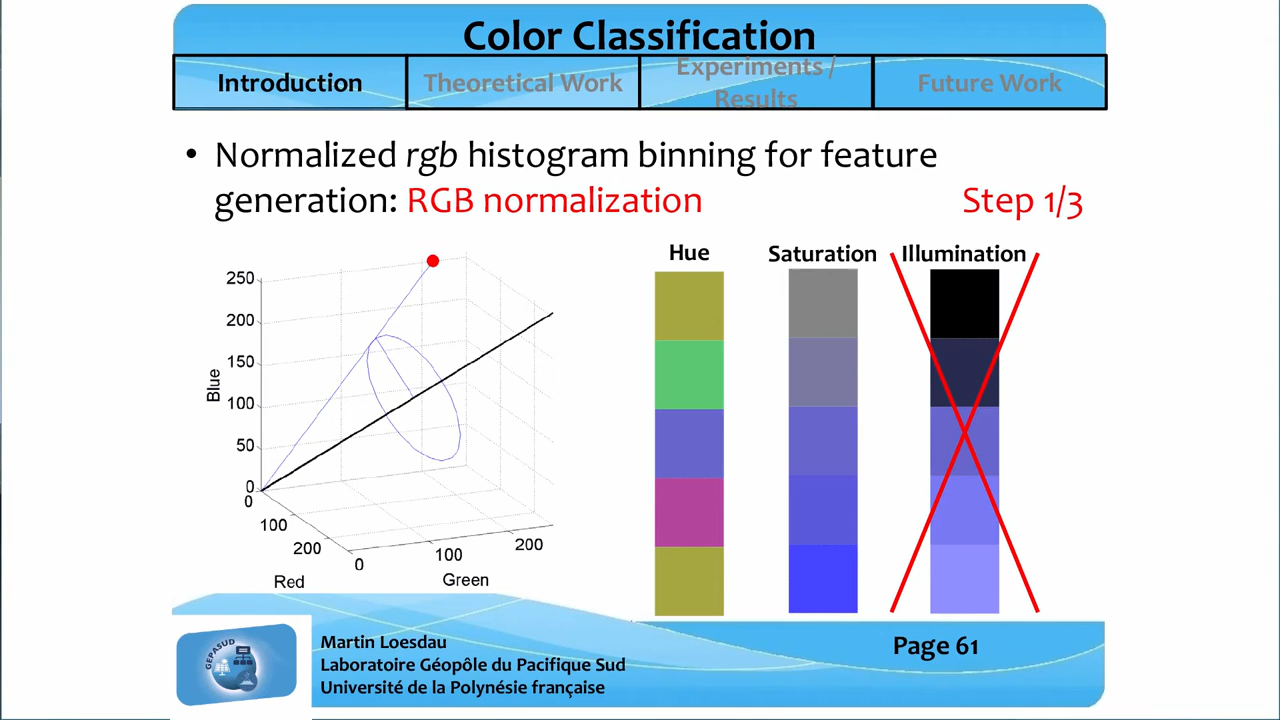 Color Classification
Introduction
Theoretical Work
Experiments /
Results
Future Work
• Normalized rgb histogram binning for feature
generation: RGB normalization
Step 1/3
Hue
Saturation
Illumination
250
200
150
100
50
0
Blue
0
100
200
Red
0
100
200
Green
GEPASUD
Martin Loesdau
Laboratoire Géopôle du Pacifique Sud
Université de la Polynésie française
Page 61